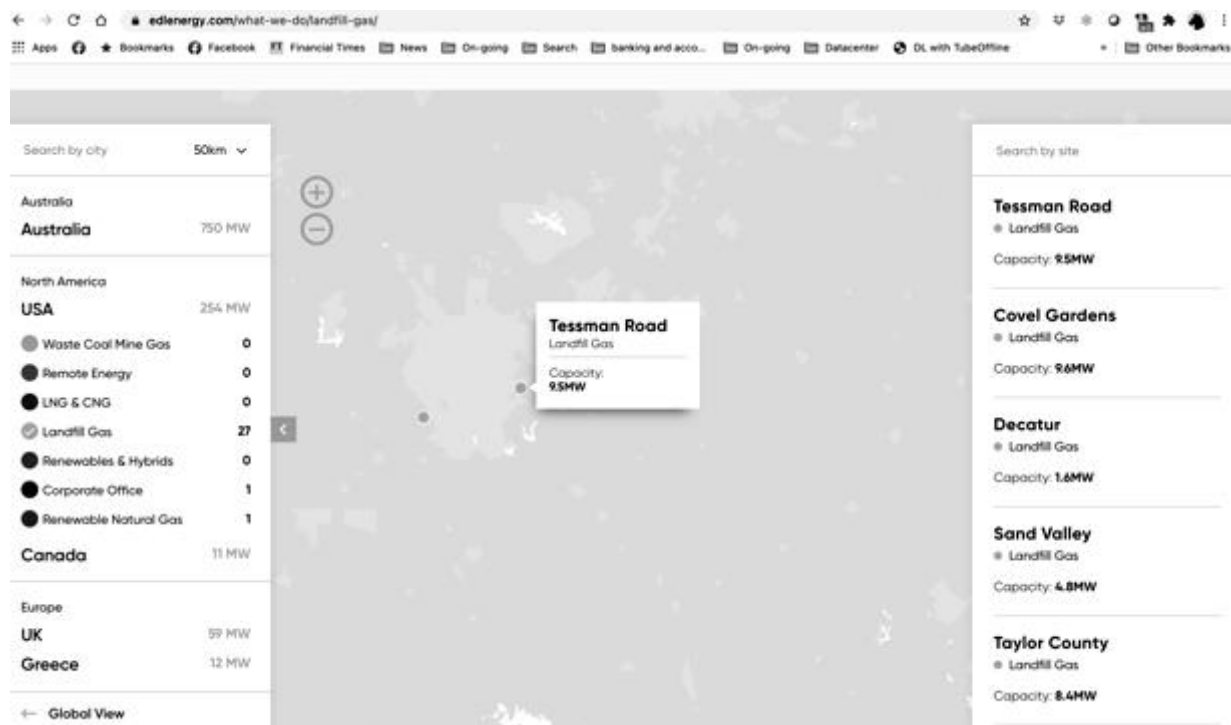 edlenergy.com/what-we-do/landfill-gas/
Apps Bookmarks Facebook Financial Times News On-going Search banking and acco... On-going Datacenter DL with TubeOffline » Other Bookmarks
Search by city 50km
Australia
Australia 750 MW
North America
USA 254 MW
Waste Coal Mine Gas 0
Remote Energy 0
LNG & CNG 0
Landfill Gas 27
Renewables & Hybrids 0
Corporate Office 1
Renewable Natural Gas 1
Canada 11 MW
Europe
UK 59 MW
Greece 12 MW
← Global View
Tessman Road
Landfill Gas
Capacity:
9.5MW
Search by site
Tessman Road
Landfill Gas
Capacity: 9.5MW
Covel Gardens
Landfill Gas
Capacity: 9.6MW
Decatur
Landfill Gas
Capacity: 1.6MW
Sand Valley
Landfill Gas
Capacity: 4.8MW
Taylor County
Landfill Gas
Capacity: 8.4MW